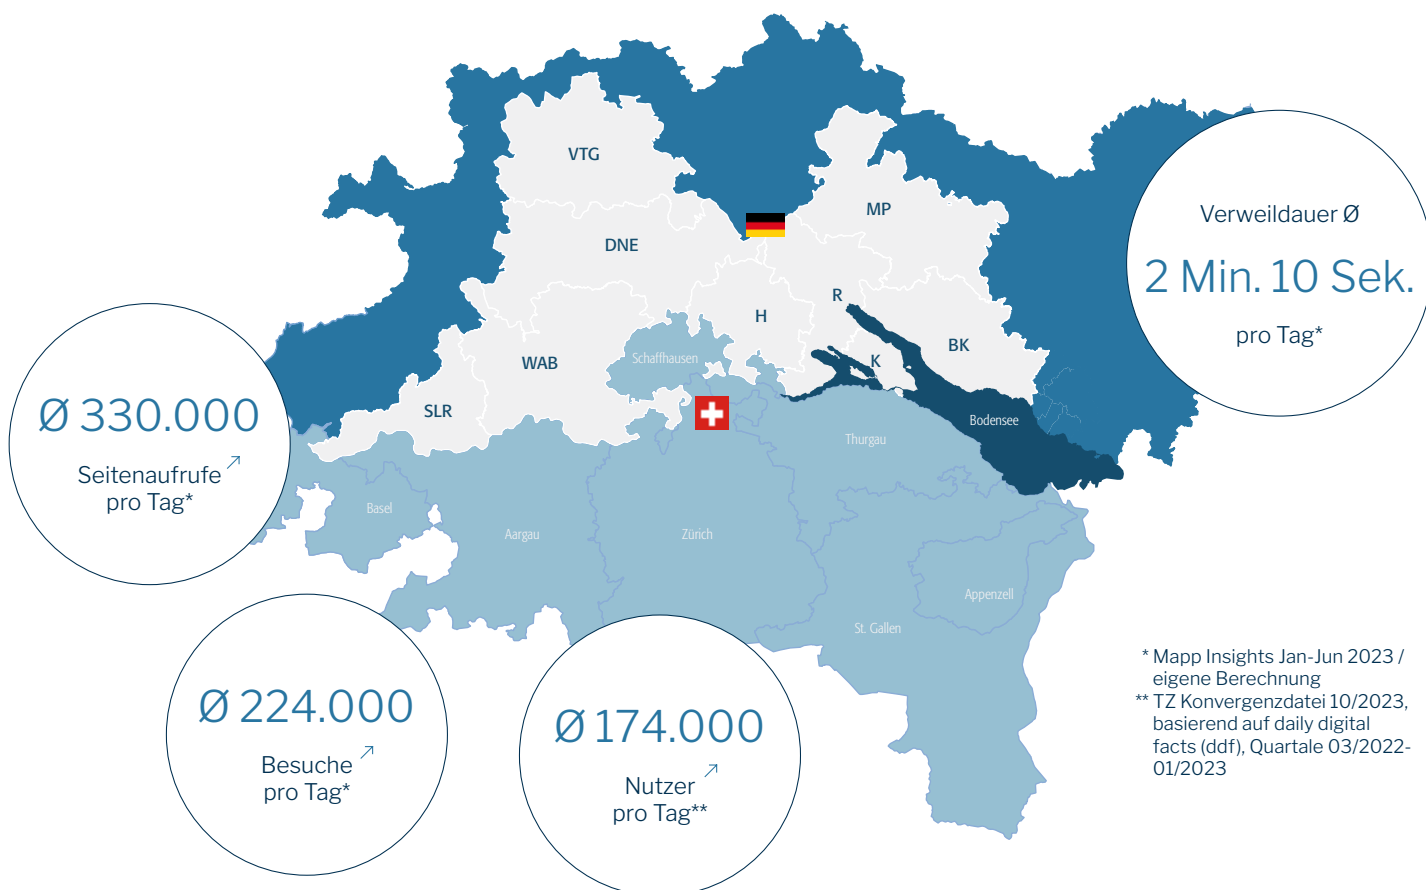 VTG
MP
Verweildauer Ø
DNE
2 Min. 10 Sek.
R
H
pro Tag*
BK
Schaffhausen
WAB
K
Ø 330.000
SLR
Bodensee
Thurgau
Seitenaufrufe
pro Tag*
Basel
Aargau
Zürich
Appenzell
St. Gallen
* Mapp Insights Jan-Jun 2023 /
eigene Berechnung
** TZ Konvergenzdatei 10/2023,
basierend auf daily digital
facts (ddf), Quartale 03/2022-
01/2023
Ø 224.000
Besuche
pro Tag*
Ø 174.000
Nutzer
pro Tag**